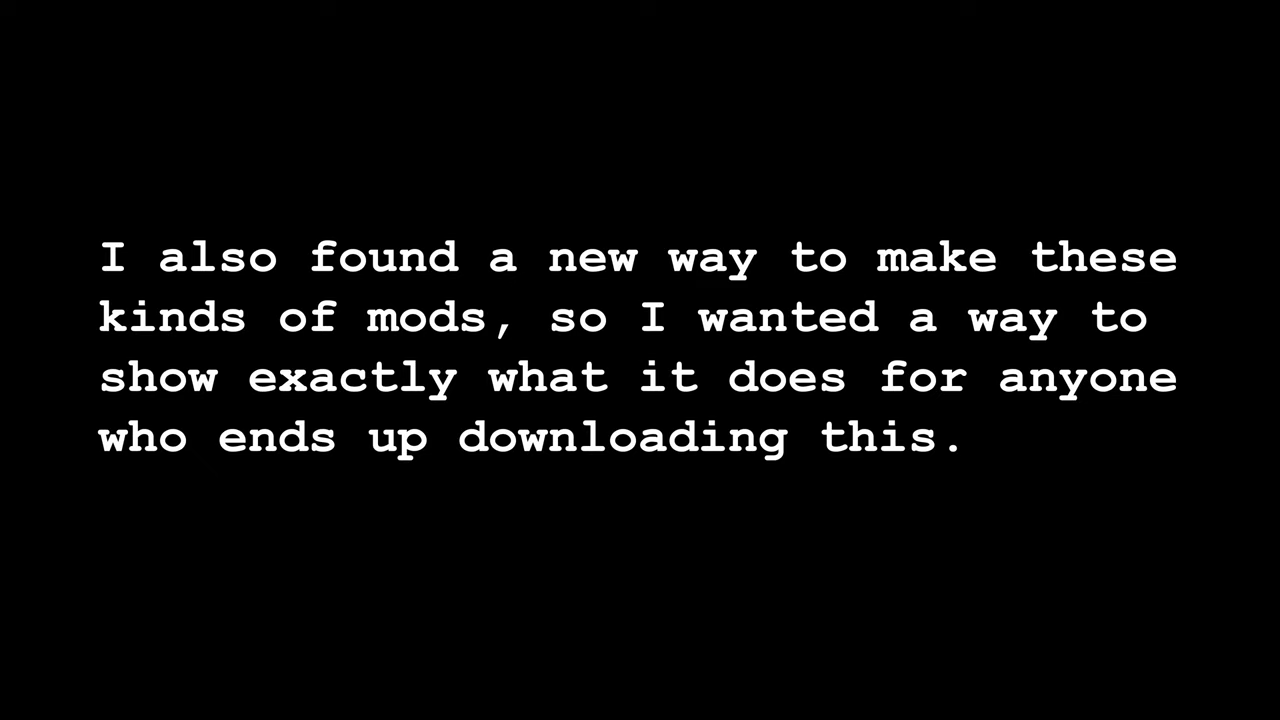 I also found a new way to make these
kinds of mods, so I wanted a way to
show exactly what it does for anyone
who ends up downloading this.